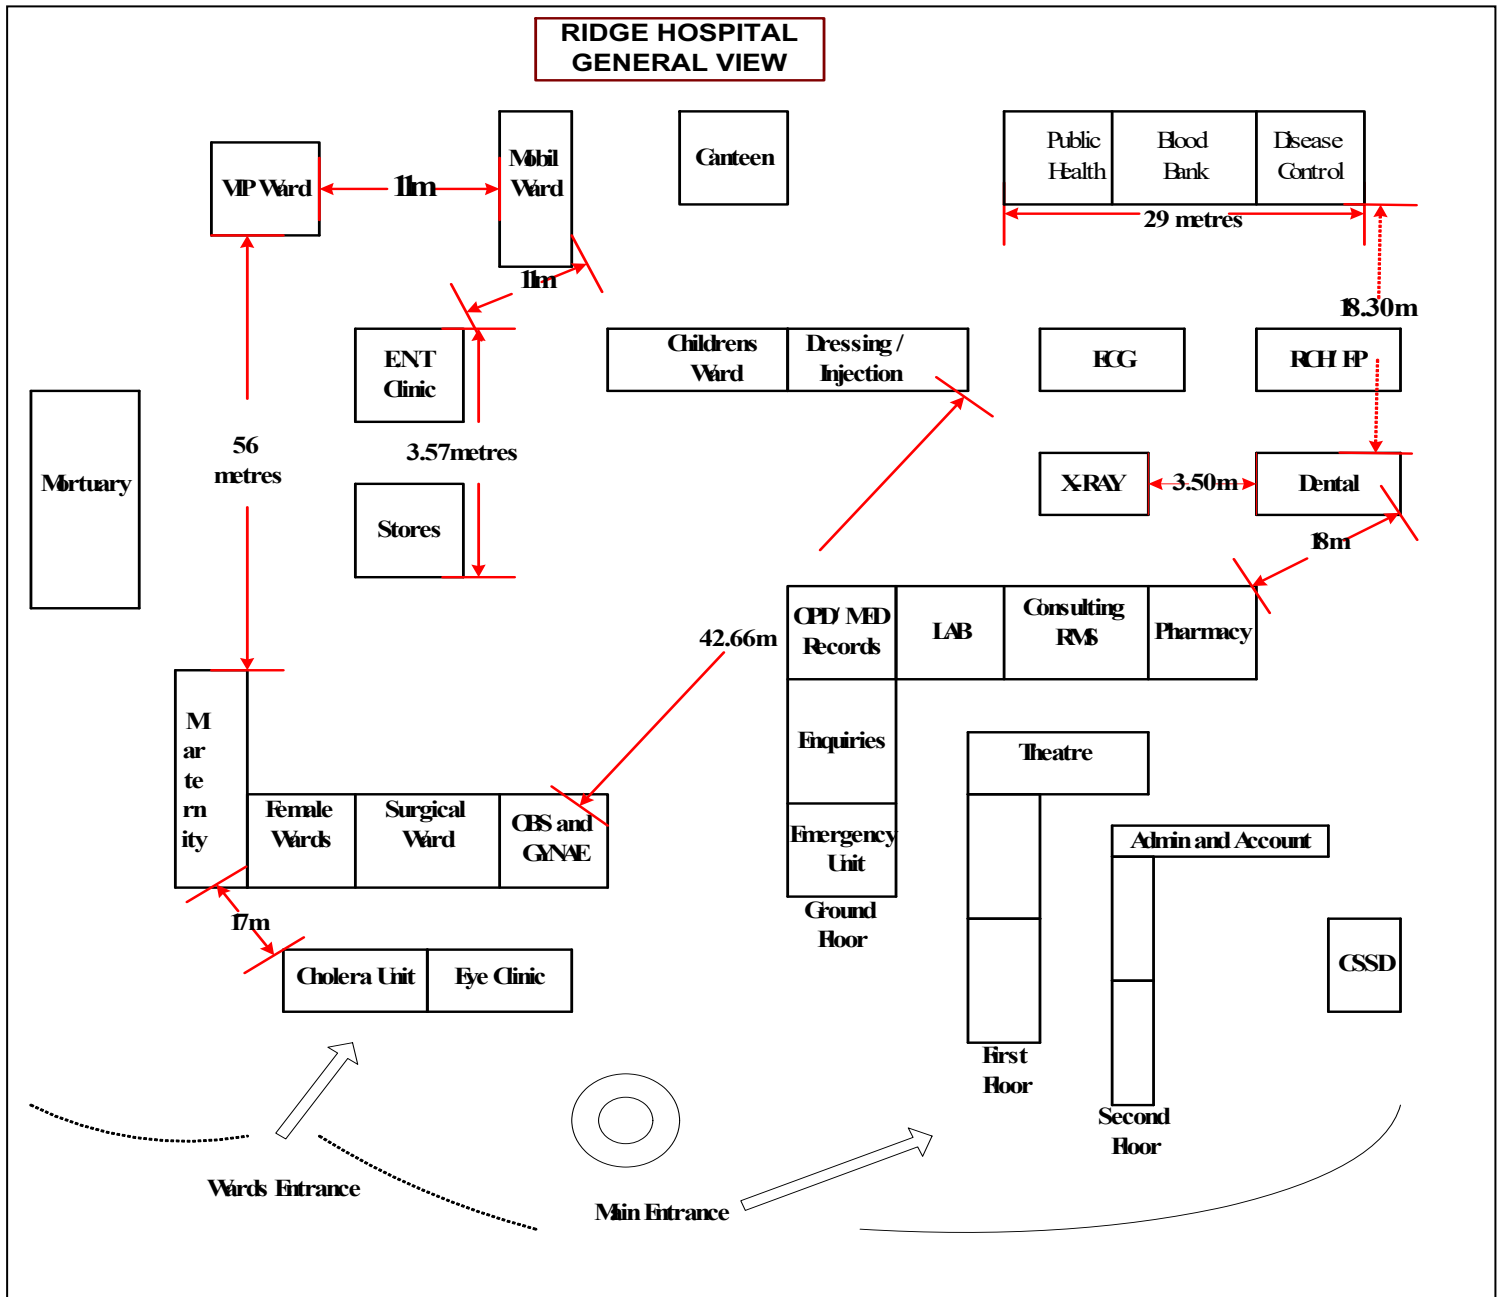 RIDGE HOSPITAL
GENERAL VIEW
VIP Ward
11m
Mobil
Ward
Canteen
Public
Health
Blood
Bank
Disease
Control
29 metres
11m
18.30m
E.N.T
Clinic
Childrens
Ward
Dressing /
Injection
ECG
RCH/ FP
Mortuary
56
metres
3.57metres
X-RAY
3.50m
Dental
Stores
18m
42.66m
OPD/ MED
Records
LAB
Consulting
RMS
Pharmacy
M
ar
te
rn
ity
Enquiries
Theatre
Female
Wards
Surgical
Ward
OBS and
GYNAE
Emergency
Unit
Admin and Account
17m
Ground
Floor
Cholera Unit
Eye Clinic
CSSD
First
Floor
Second
Floor
Wards Entrance
Main Entrance